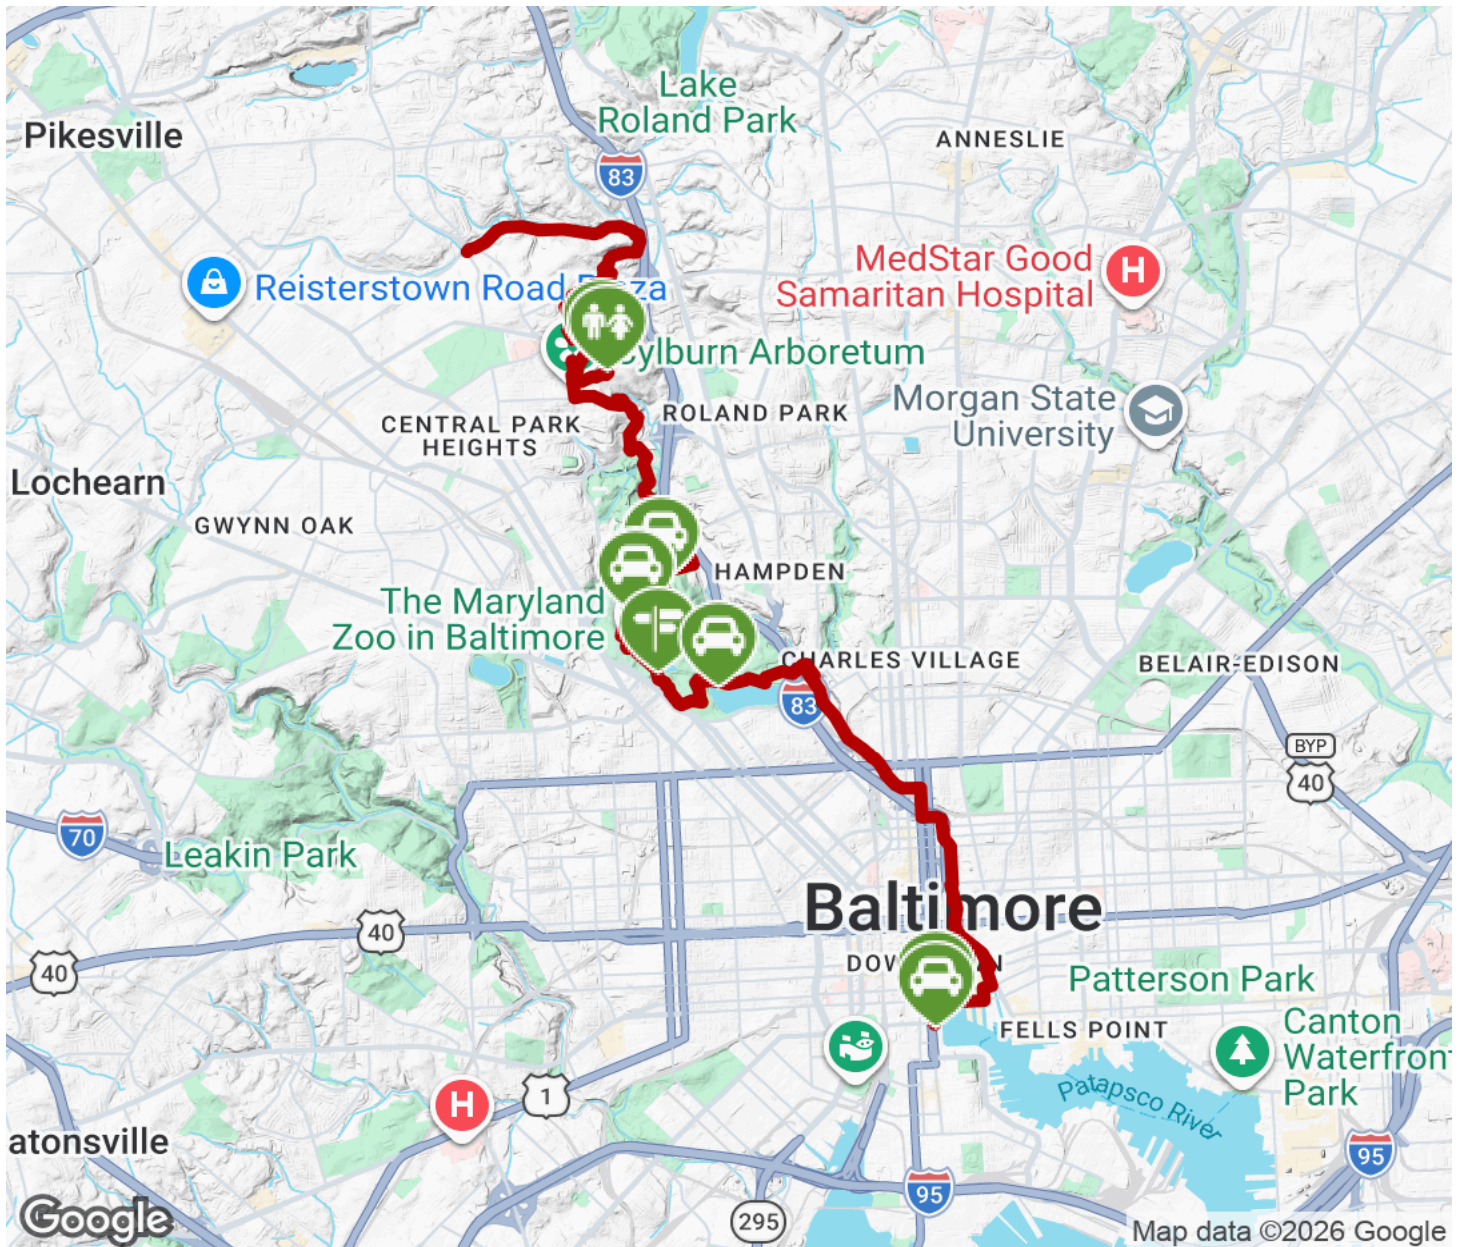 Lake
Roland Park
Pikesville
ANNESLIE
83
MedStar Good
Samaritan Hospital
H
Reisterstown Road Plaza
ylburn Arboretum
Morgan State
University
ROLAND PARK
CENTRAL PARK
HEIGHTS
Lochearn
GWYNN OAK
HAMPDEN
The Maryland
Zoo in Baltimore
CHARLES VILLAGE
BELAIR-EDISON
83
BYP
40
70
Leakin Park
Baltimore
40
40
DOW N
Patterson Park
FELLS POINT
Canton
Waterfront
Park
Patapsco River
1
H
atonsville
95
95
295
Google
Map data ©2026 Google